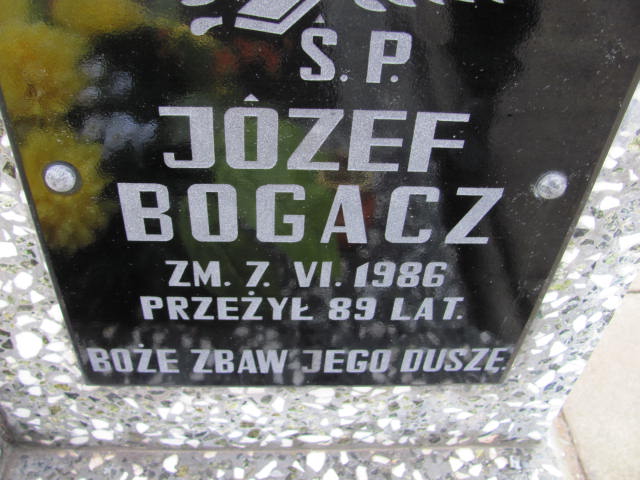 Ś. P.
JÓZEF
BOGACZ
ZM. 7. VI. 1986
PRZEŻYŁ 89 LAT.
BOŻE ZBAW JEGO DUSZĘ.